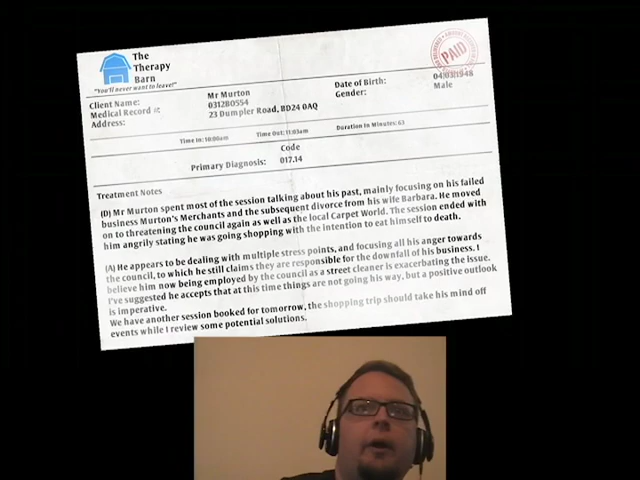 The
Therapy
Barn
"You'll never want to leave!"
PAID
Client Name: Mr Murton Date of Birth: 04/03/1948
Medical Record #: 031280554 Gender: Male
Address: 23 Dumpler Road, BD24 0AQ
Time In: 10:00am Time Out: 11:03am Duration In Minutes: 63
Code
Primary Diagnosis: 017.14
Treatment Notes
(D) Mr Murton spent most of the session talking about his past, mainly focusing on his failed
business Murton's Merchants and the subsequent divorce from his wife Barbara. He moved
on to threatening the council again as well as the local Carpet World. The session ended with
him angrily stating he was going shopping with the intention to eat himself to death.
(A) He appears to be dealing with multiple stress points, and focusing all his anger towards
the council, to which he still claims they are responsible for the downfall of his business. I
believe him now being employed by the council as a street cleaner is exacerbating the issue.
I've suggested he accepts that at this time things are not going his way, but a positive outlook
is imperative.
We have another session booked for tomorrow, the shopping trip should take his mind off
events while I review some potential solutions.